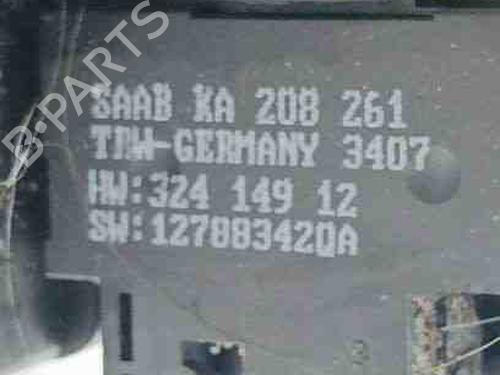 B-PARTS
SAAB KA 208 261
TRW-GERMANY 3407
HW:324 149 12
SW:12788342QA